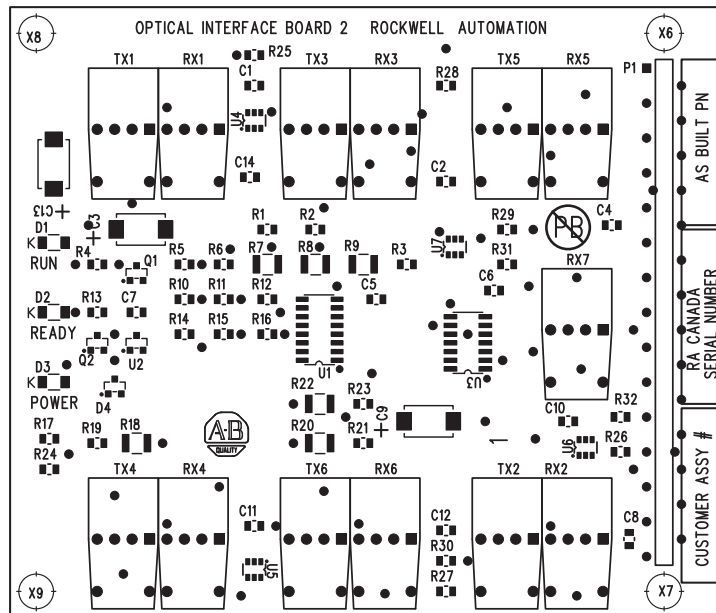 OPTICAL INTERFACE BOARD 2 ROCKWELL AUTOMATION
X8
X6
TX1 RX1
R25
C1
TX3 RX3
R28
TX5 RX5
P1
U4
C14
C2
AS BUILT PN
C13
C3
D1
K
RUN
R4
Q1
R1
R2
R5 R6 R7 R8 R9 R3
U7
R29
R31
PB
C4
D2
K
READY
R13 C7
R10 R11 R12
C5
C6
RX7
Q2
U2
R14 R15 R16
U1
U3
RA CANADA
SERIAL NUMBER
D3
K
POWER
D4
R22
R23
C9
C10
R32
R17
R19
R18
A-B
QUALITY
R20
R21
1
U6
R26
R24
CUSTOMER ASSY #
TX4 RX4
C11
TX6 RX6
C12
TX2 RX2
C8
U5
R30
R27
X9
X7